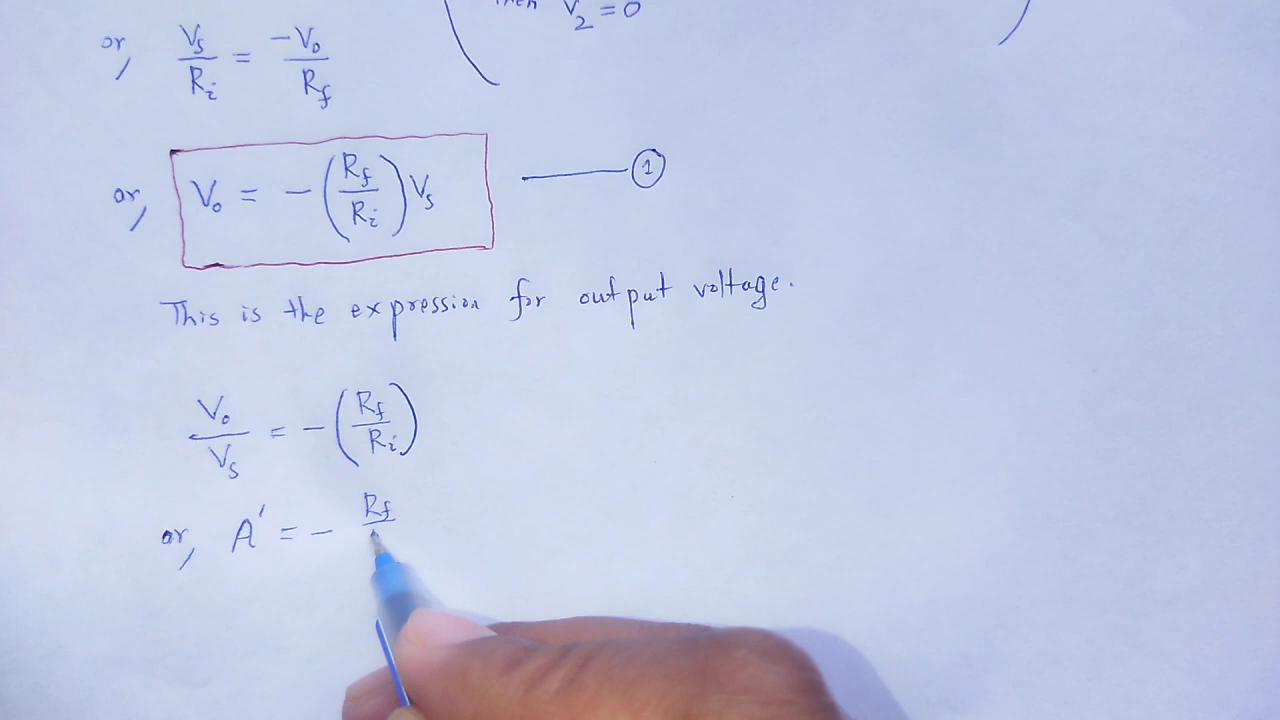 then V₂ = 0
or, Vs/Ri = -Vo/Rf
or, Vo = -(Rf/Ri)Vs ——— ①
This is the expression for output voltage.
Vo/Vs = -(Rf/Ri)
or, A' = - Rf